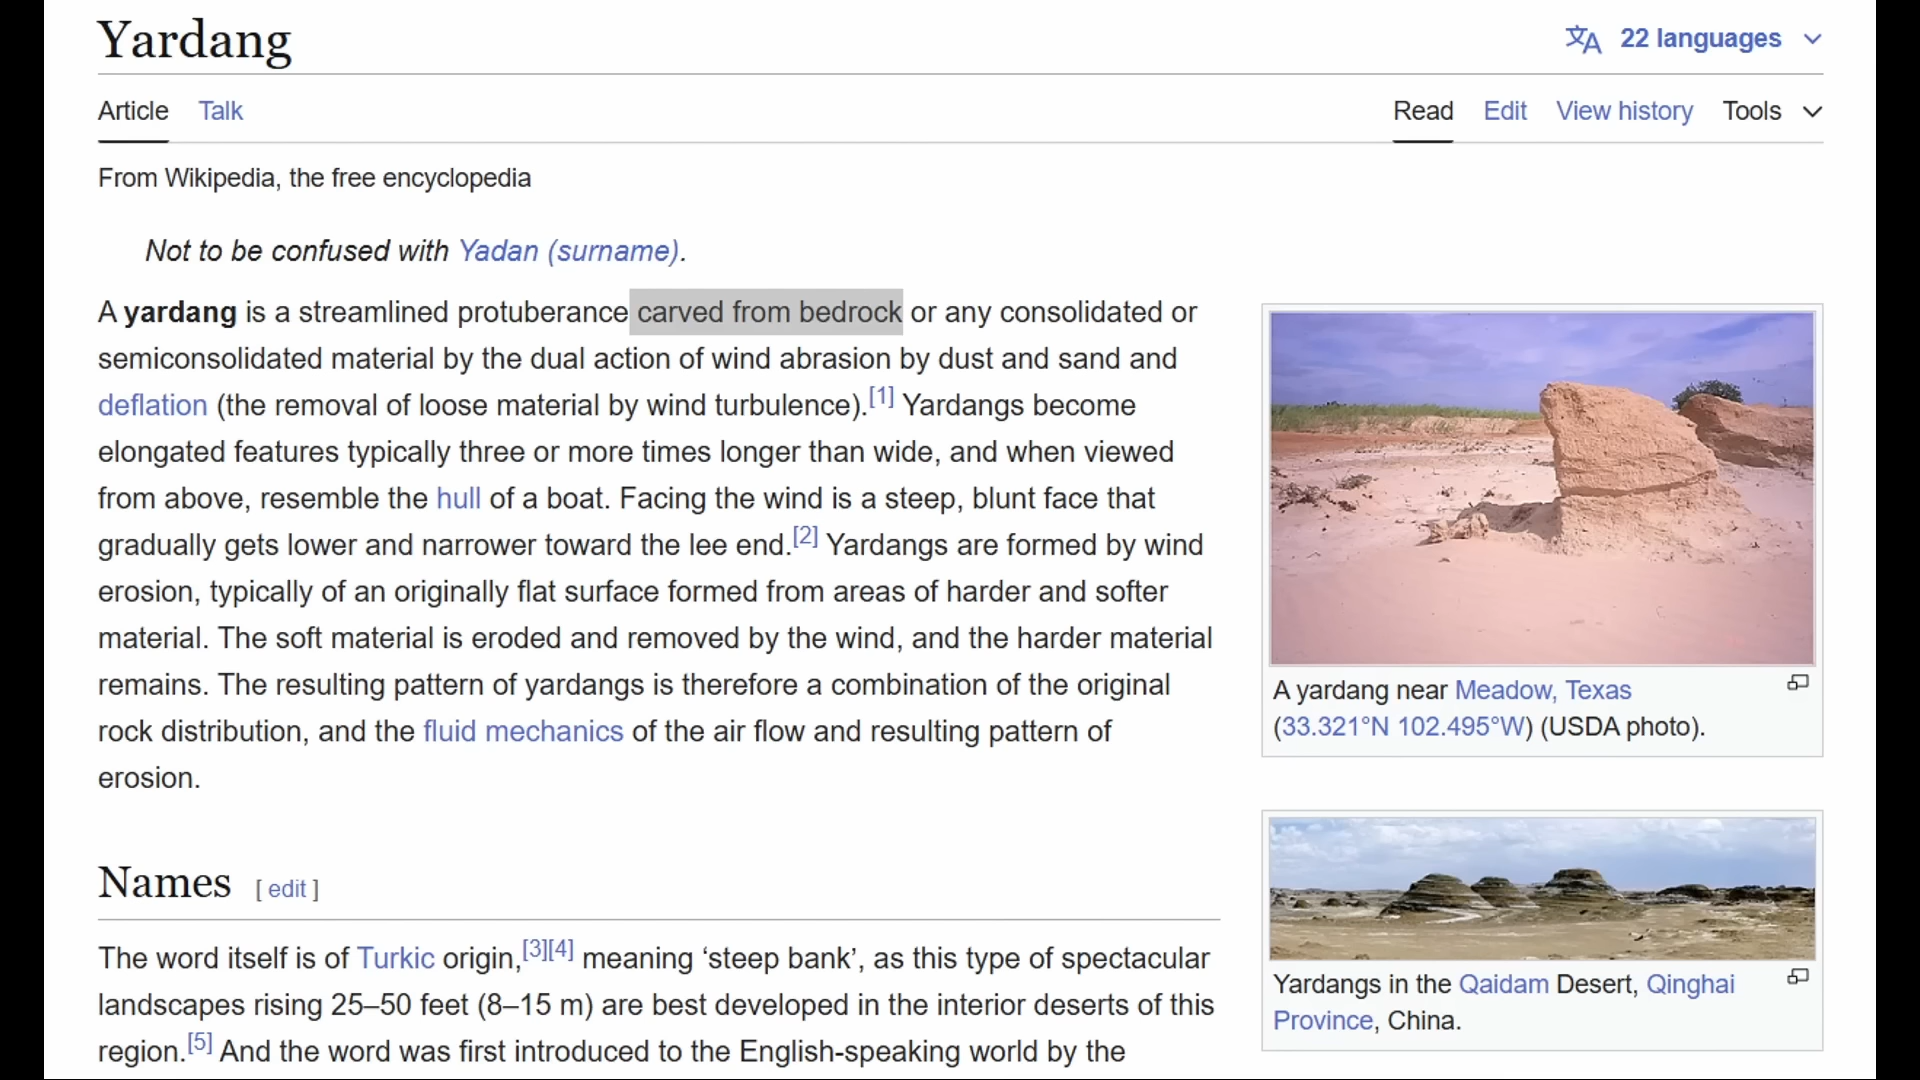 Yardang
22 languages
Article Talk
Read Edit View history Tools
From Wikipedia, the free encyclopedia
Not to be confused with Yadan (surname).
A yardang is a streamlined protuberance carved from bedrock or any consolidated or
semiconsolidated material by the dual action of wind abrasion by dust and sand and
deflation (the removal of loose material by wind turbulence).[1] Yardangs become
elongated features typically three or more times longer than wide, and when viewed
from above, resemble the hull of a boat. Facing the wind is a steep, blunt face that
gradually gets lower and narrower toward the lee end.[2] Yardangs are formed by wind
erosion, typically of an originally flat surface formed from areas of harder and softer
material. The soft material is eroded and removed by the wind, and the harder material
remains. The resulting pattern of yardangs is therefore a combination of the original
rock distribution, and the fluid mechanics of the air flow and resulting pattern of
erosion.
A yardang near Meadow, Texas
(33.321°N 102.495°W) (USDA photo).
Names [ edit ]
The word itself is of Turkic origin,[3][4] meaning ‘steep bank’, as this type of spectacular
landscapes rising 25–50 feet (8–15 m) are best developed in the interior deserts of this
region.[5] And the word was first introduced to the English-speaking world by the
Yardangs in the Qaidam Desert, Qinghai
Province, China.